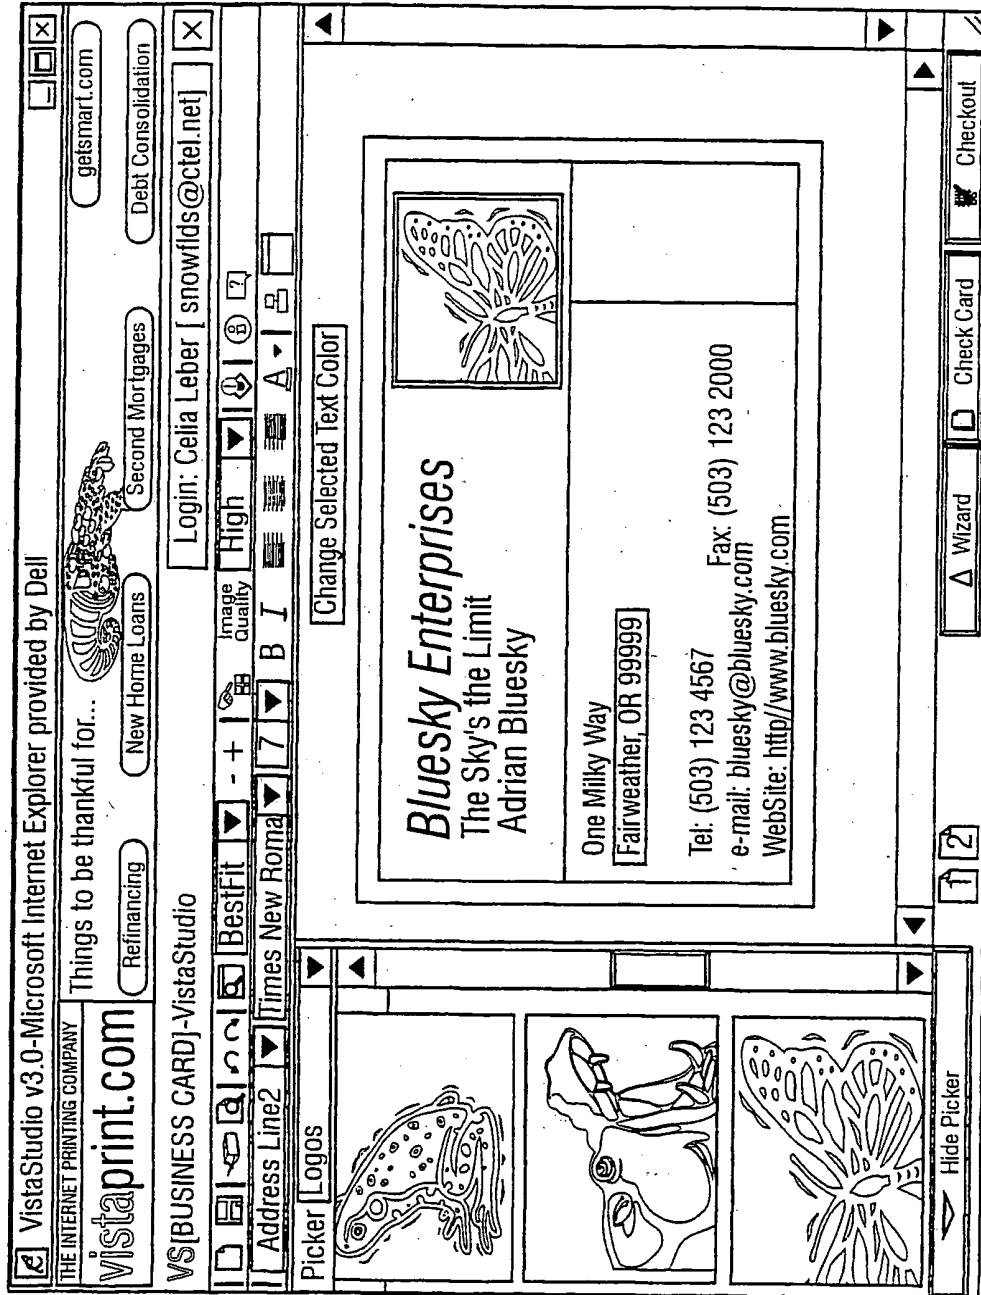 VistaStudio v3.0-Microsoft Internet Explorer provided by Dell
THE INTERNET PRINTING COMPANY
vistaprint.com
Things to be thankful for...
getsmart.com
Refinancing
New Home Loans
Second Mortgages
Debt Consolidation
VS[BUSINESS CARD]-VistaStudio
Login: Celia Leber [ snowflds@ctel.net]
BestFit
- +
Image
Quality
High
?
Address Line2
Times New Roma
7
B I
A
Picker
Logos
Change Selected Text Color
Bluesky Enterprises
The Sky's the Limiit
Adrian Bluesky
One Milky Way
Fairweather, OR 99999
Tel: (503) 123 4567
Fax: (503) 123 2000
e-mail: bluesky@bluesky.com
WebSite: http//www.bluesky.com
Hide Picker
1 2
Wizard
Check Card
Checkout